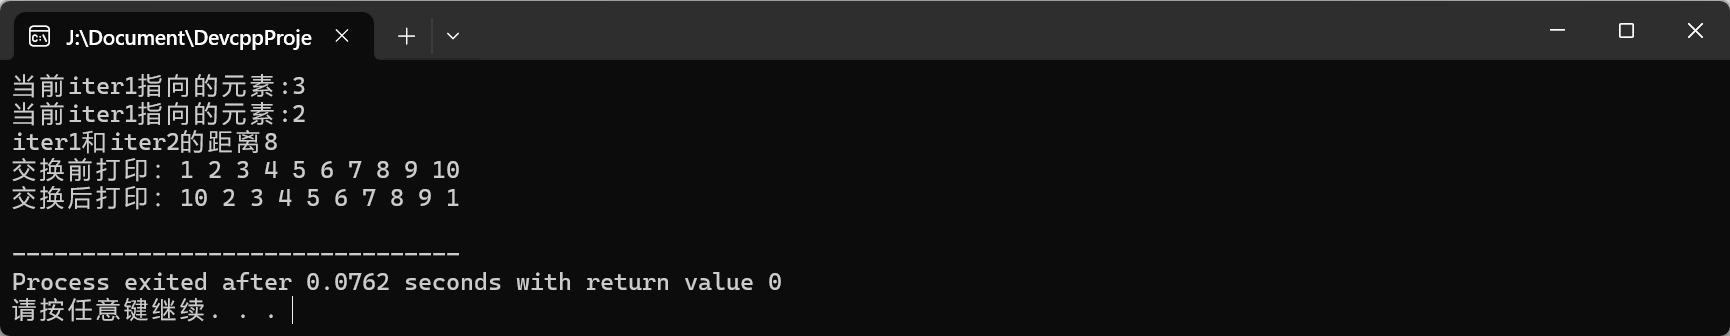 J:\Document\DevcppProje
当前iter1指向的元素:3
当前iter1指向的元素:2
iter1和iter2的距离8
交换前打印: 1 2 3 4 5 6 7 8 9 10
交换后打印: 10 2 3 4 5 6 7 8 9 1
--------------------------------
Process exited after 0.0762 seconds with return value 0
请按任意键继续. . .